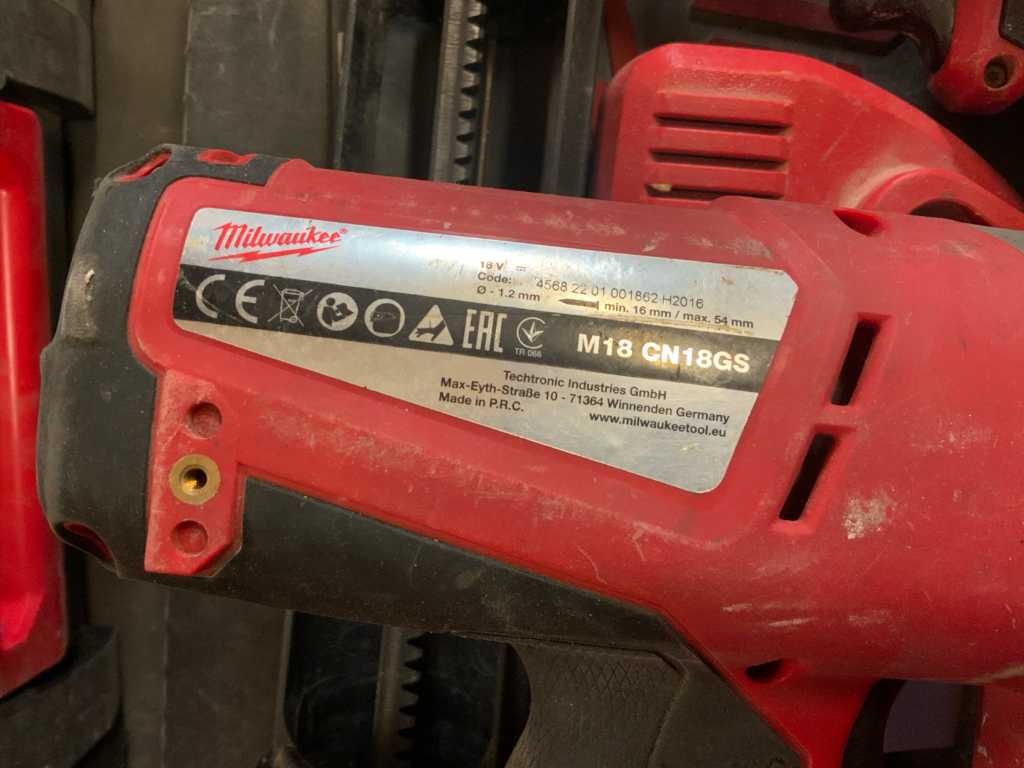 Milwaukee®
18 V
Code: 4568 22 01 001862 H2016
Ø - 1.2 mm min. 16 mm / max. 54 mm
CE EAC TR 066 M18 CN18GS
Techtronic Industries GmbH
Max-Eyth-Straße 10 - 71364 Winnenden Germany
Made in P.R.C. www.milwaukeetool.eu